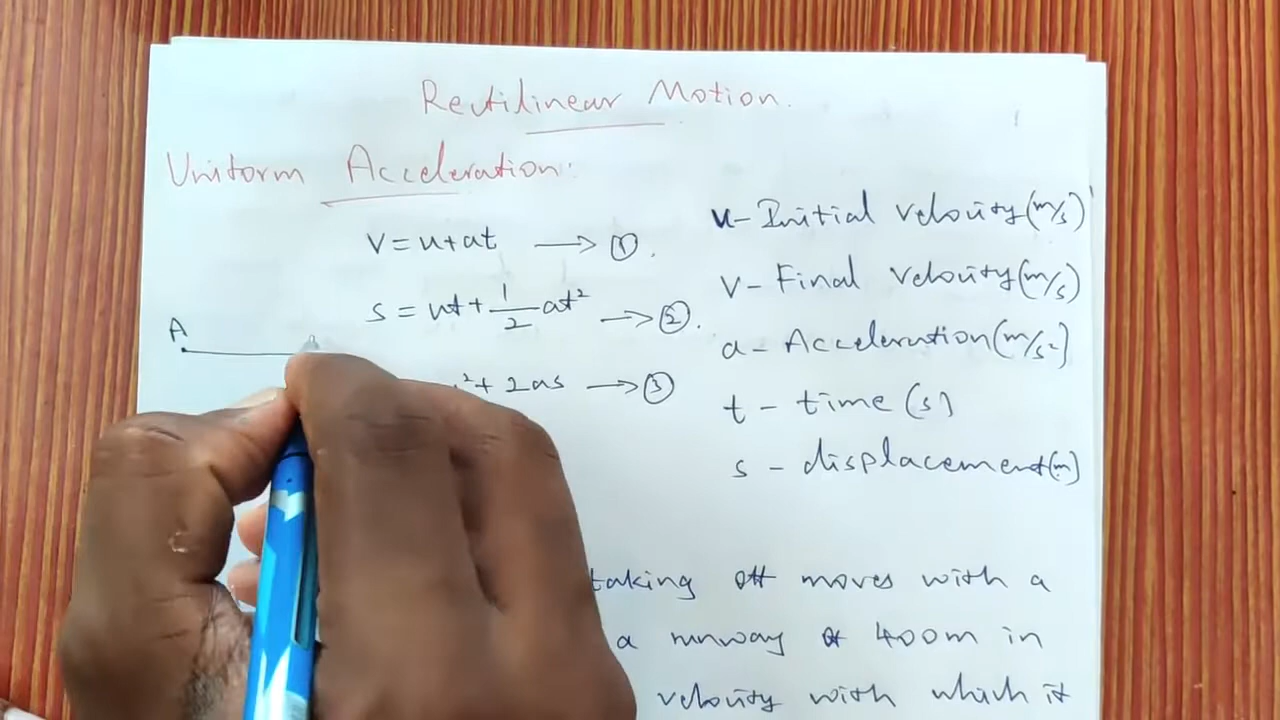 Rectilinear Motion.
Uniform Acceleration:
u - Initial velocity (m/s)
v = u + at → ①.
v - Final velocity (m/s)
s = ut + 1/2 at² → ②.
A
a - Acceleration (m/s²)
² + 2as → ③
t - time (s)
s - displacement (m)
taking off moves with a
a runway of 400m in
velocity with which it